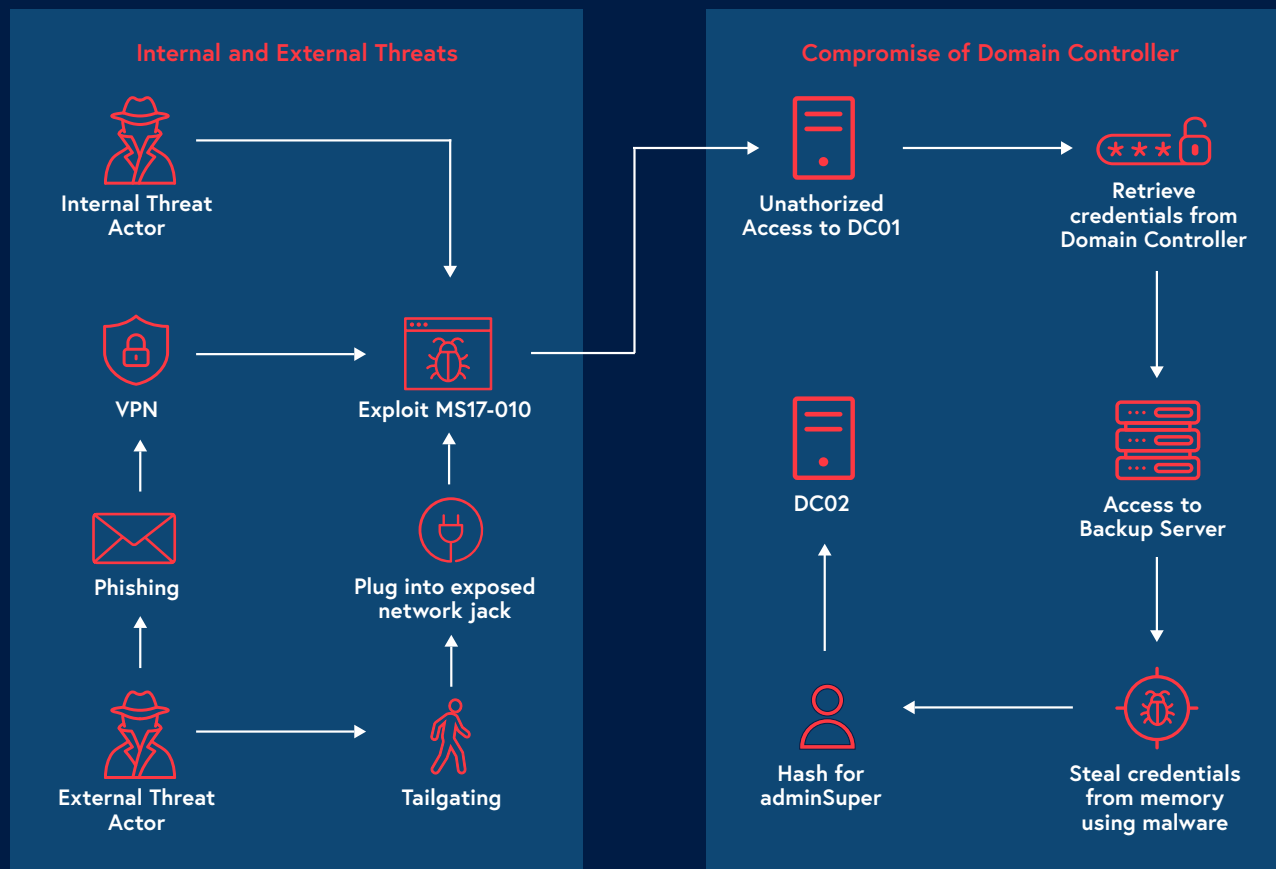 Internal and External Threats
Internal Threat
Actor
VPN
Exploit MS17-010
Phishing
Plug into exposed
network jack
External Threat
Actor
Tailgating
Compromise of Domain Controller
Unathorized
Access to DC01
***
Retrieve
credentials from
Domain Controller
DC02
Access to
Backup Server
Hash for
adminSuper
Steal credentials
from memory
using malware